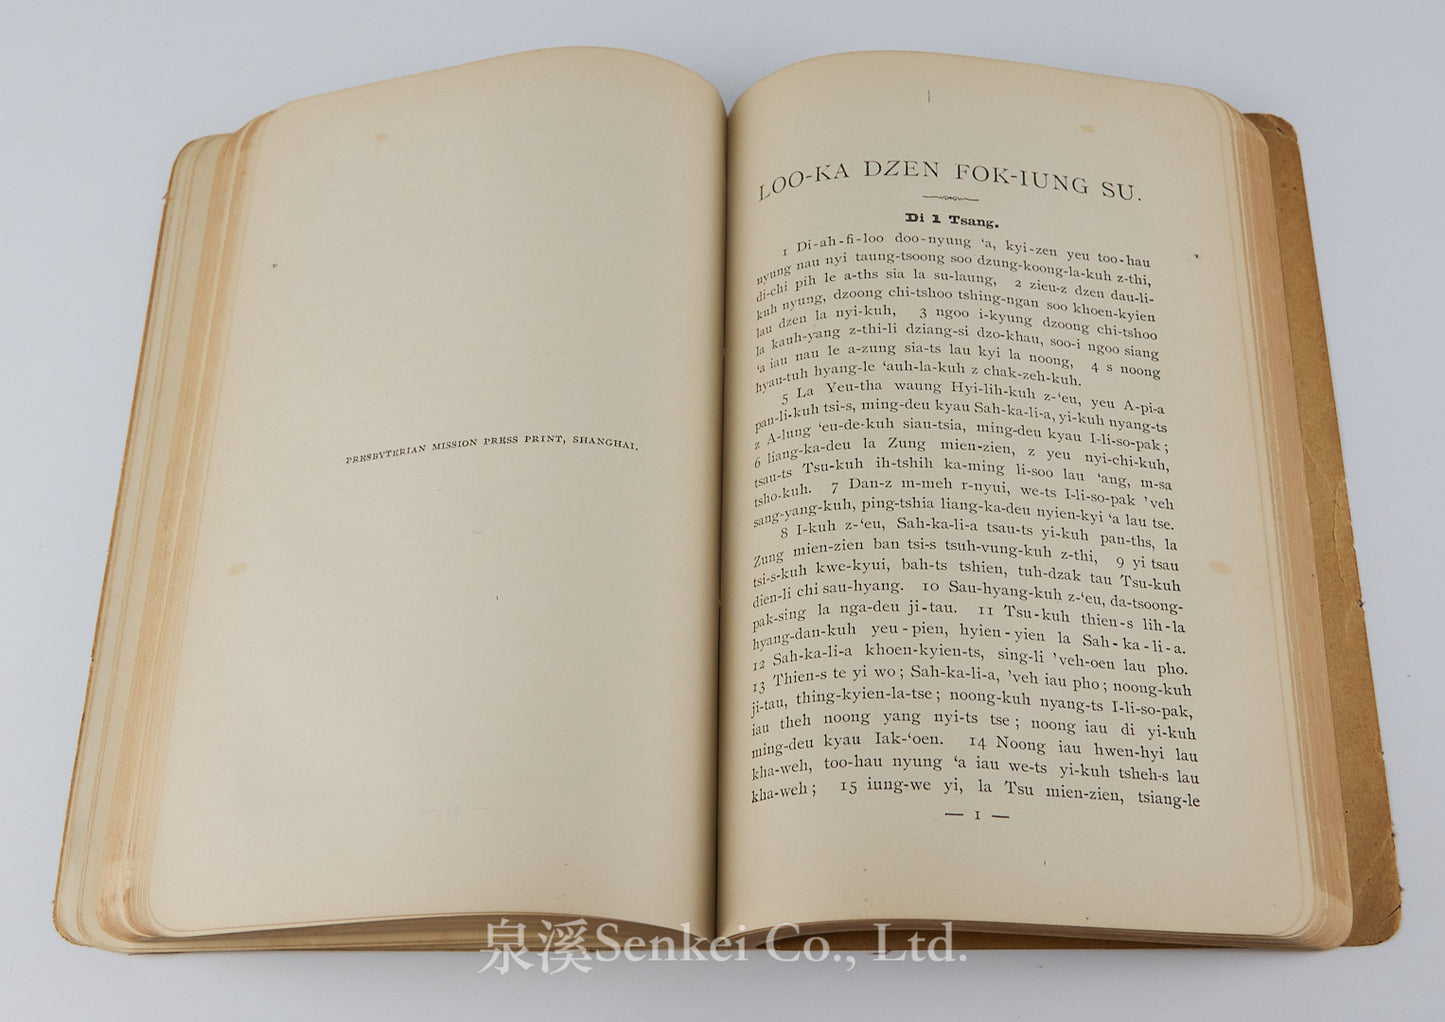 PRESBYTERIAN MISSION PRESS PRINT, SHANGHAI.
LOO-KA DZEN FOK-IUNG SU.
Di 1 Tsang.
1 Di-ah-fi-loo doo-nyung ‘a, kyi-zen yeu too-hau
nyung nau nyi taung-tsoong soo dzung-koong-la-kuh z-thi,
di-chi pih le a-ths sia la su-laung, 2 zieu-z dzen dau-li-
kuh nyung, dzoong chi-tshoo tshing-ngan soo khoen-kyien
lau dzen la nyi-kuh, 3 ngoo i-kyung dzoong chi-tshoo
la kauh-yang z-thi-li dziang-si dzo-khau, soo-i ngoo siang
‘a iau nau le a-zung sia-ts lau kyi la noong, 4 s noong
hyau-tuh hyang-le ‘auh-la-kuh z chak-zeh-kuh.
5 La Yeu-tha waung Hyi-lih-kuh z-‘eu, yeu A-pi-a
pan-li-kuh tsi-s, ming-deu kyau Sah-ka-li-a, yi-kuh nyang-ts
z A-lung ‘eu-de-kuh siau-tsia, ming-deu kyau I-li-so-pak;
6 liang-ka-deu la Zung mien-zien, z yeu nyi-chi-kuh,
tsau-ts Tsu-kuh ih-tshih ka-ming li-soo lau ‘ang, m-sa
tsho-kuh. 7 Dan-z m-meh r-nyui, we-ts I-li-so-pak ’veh
sang-yang-kuh, ping-tshia liang-ka-deu nyien-kyi ‘a lau tse.
8 I-kuh z-‘eu, Sah-ka-li-a tsau-ts yi-kuh pan-ths, la
Zung mien-zien ban tsi-s tsuh-vung-kuh z-thi, 9 yi tsau
tsi-s-kuh kwe-kyui, bah-ts tshien, tuh-dzak tau Tsu-kuh
dien-li chi sau-hyang. 10 Sau-hyang-kuh z-‘eu, da-tsoong-
pak-sing la nga-deu ji-tau. 11 Tsu-kuh thien-s lih-la
hyang-dan-kuh yeu-pien, hyien-yien la Sah-ka-li-a.
12 Sah-ka-li-a khoen-kyien-ts, sing-li ’veh-oen lau pho.
13 Thien-s te yi wo; Sah-ka-li-a, ’veh iau pho; noong-kuh
ji-tau, thing-kyien-la-tse; noong-kuh nyang-ts I-li-so-pak,
iau theh noong yang nyi-ts tse; noong iau di yi-kuh
ming-deu kyau Iak-‘oen. 14 Noong iau hwen-hyi lau
kha-weh, too-hau nyung ‘a iau we-ts yi-kuh tsheh-s lau
kha-weh; 15 iung-we yi, la Tsu mien-zien, tsiang-le
— 1 —
泉溪Senkei Co., Ltd.